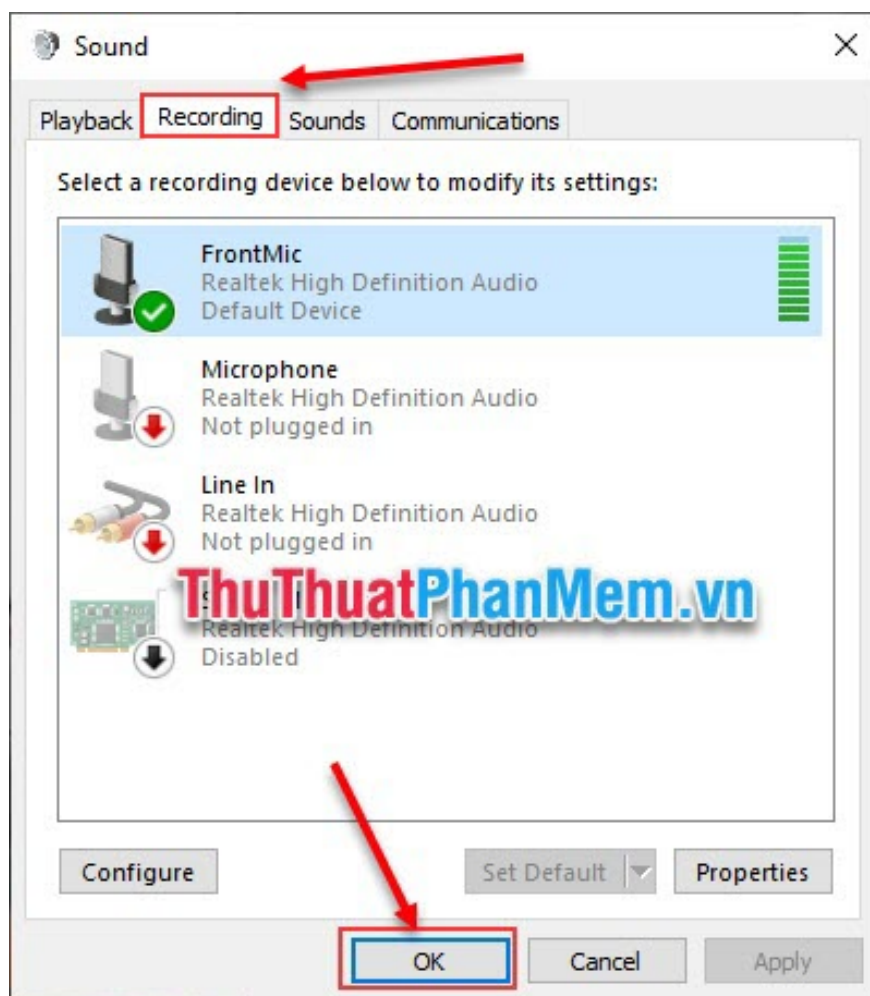 Sound
Playback Recording Sounds Communications
Select a recording device below to modify its settings:
FrontMic
Realtek High Definition Audio
Default Device
Microphone
Realtek High Definition Audio
Not plugged in
Line In
Realtek High Definition Audio
Not plugged in
ThuThuatPhanMem.vn
Realtek High Definition Audio
Disabled
Configure Set Default Properties
OK Cancel Apply